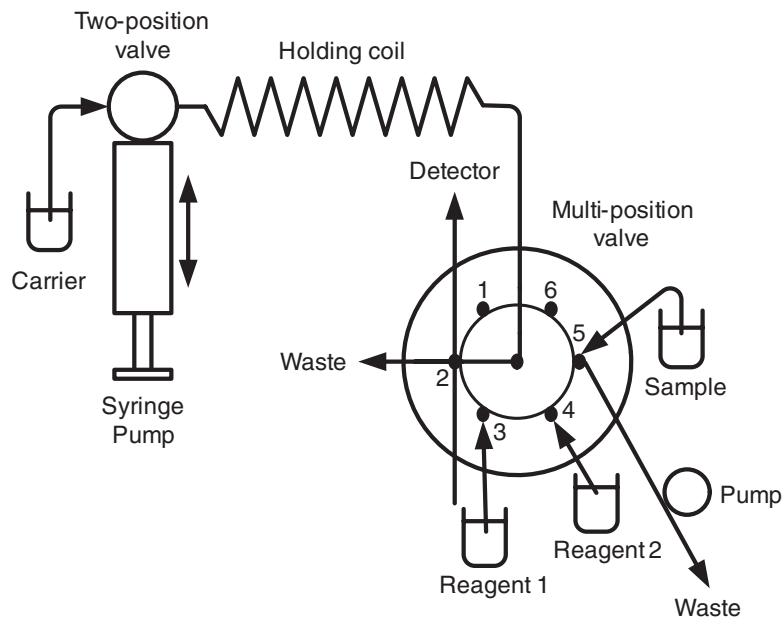 Two-position
valve
Holding coil
Detector
Multi-position
valve
Carrier
1
6
5
Waste
2
Sample
3
4
Syringe
Pump
Pump
Reagent 2
Reagent 1
Waste